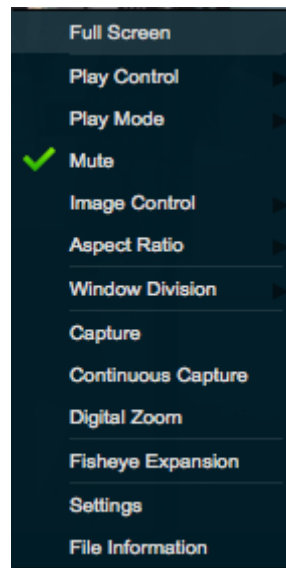 Full Screen
Play Control
Play Mode
Mute
Image Control
Aspect Ratio
Window Division
Capture
Continuous Capture
Digital Zoom
Fisheye Expansion
Settings
File Information